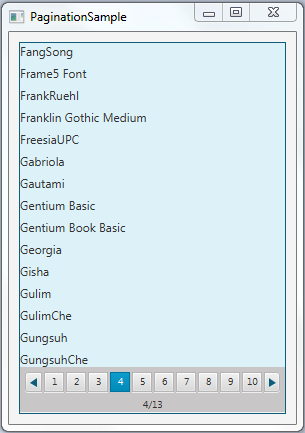 PaginationSample
FangSong
Frame5 Font
FrankRuehl
Franklin Gothic Medium
FreesiaUPC
Gabriola
Gautami
Gentium Basic
Gentium Book Basic
Georgia
Gisha
Gulim
GulimChe
Gungsuh
GungsuhChe
1 2 3 4 5 6 7 8 9 10
4/13